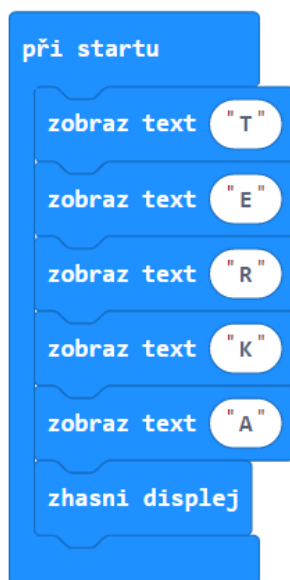 při startu
zobraz text "T"
zobraz text "E"
zobraz text "R"
zobraz text "K"
zobraz text "A"
zhasni displej